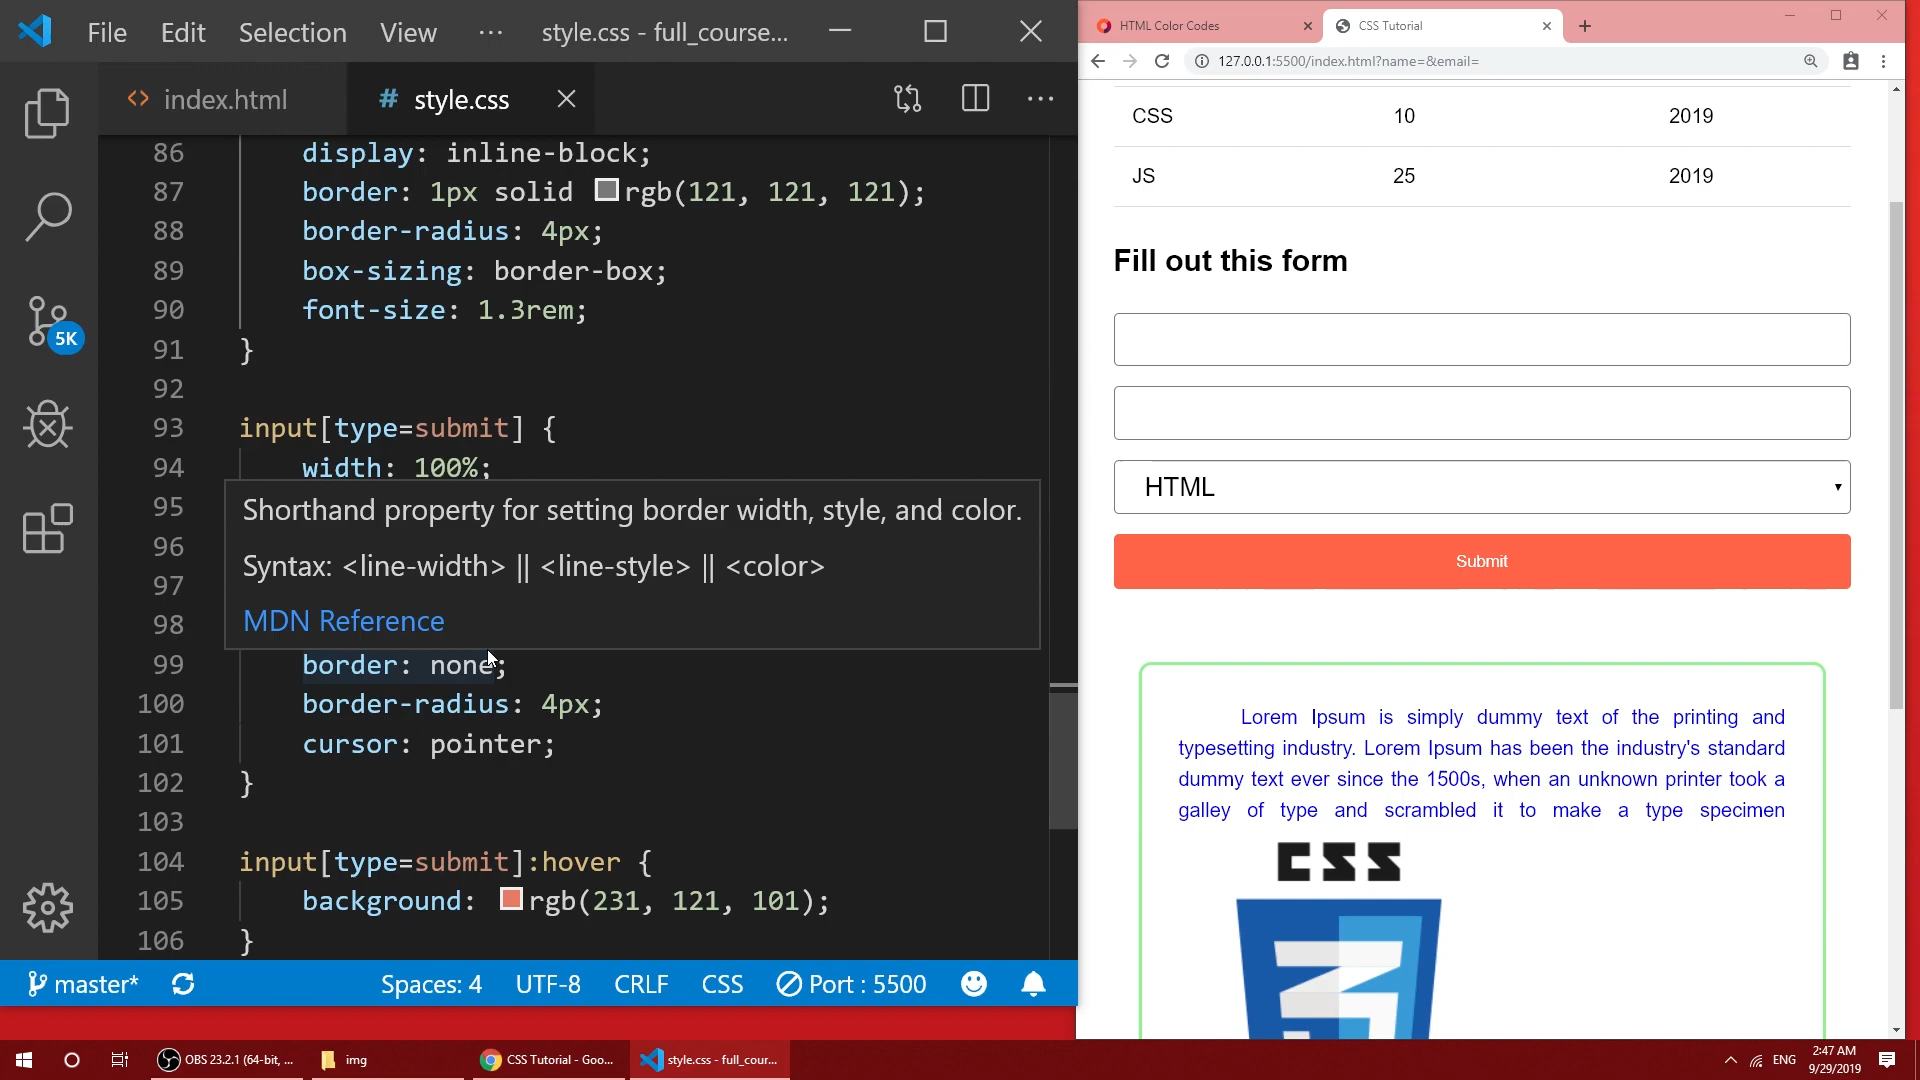 File Edit Selection View ... style.css - full_course...
index.html # style.css
86 display: inline-block;
87 border: 1px solid rgb(121, 121, 121);
88 border-radius: 4px;
89 box-sizing: border-box;
90 font-size: 1.3rem;
91 }
92
93 input[type=submit] {
94 width: 100%;
95
96
97
98
Shorthand property for setting border width, style, and color.
Syntax: <line-width> || <line-style> || <color>
MDN Reference
99 border: none;
100 border-radius: 4px;
101 cursor: pointer;
102 }
103
104 input[type=submit]:hover {
105 background: rgb(231, 121, 101);
106 }
5K
master* Spaces: 4 UTF-8 CRLF CSS Port : 5500
HTML Color Codes CSS Tutorial
127.0.0.1:5500/index.html?name=&email=
CSS 10 2019
JS 25 2019
Fill out this form
HTML
Submit
Lorem Ipsum is simply dummy text of the printing and
typesetting industry. Lorem Ipsum has been the industry's standard
dummy text ever since the 1500s, when an unknown printer took a
galley of type and scrambled it to make a type specimen
CSS
OBS 23.2.1 (64-bit, ... img CSS Tutorial - Goo... style.css - full_cour... ENG 2:47 AM
9/29/2019